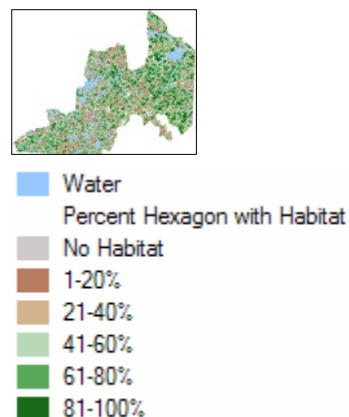 Water
Percent Hexagon with Habitat
No Habitat
1-20%
21-40%
41-60%
61-80%
81-100%